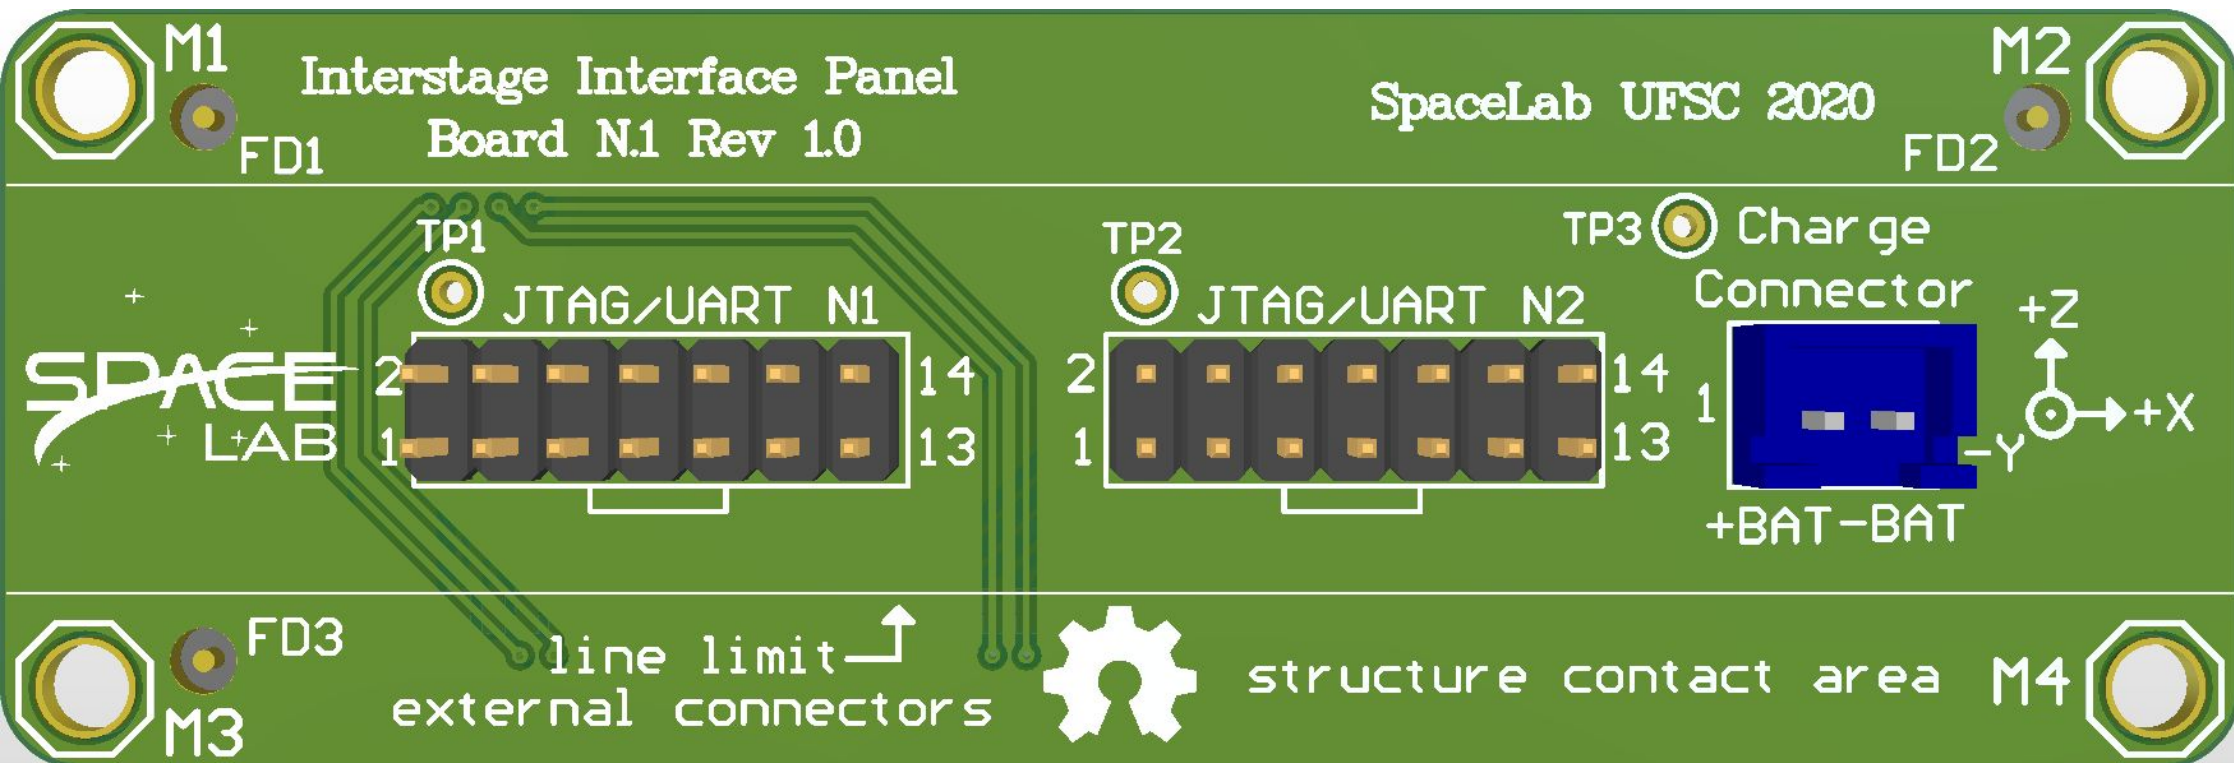 M1
Interstage Interface Panel
Board N.1 Rev 1.0
FD1
SpaceLab UFSC 2020
M2
FD2
TP1
JTAG/UART N1
2
14
1
13
SPACE
LAB
TP2
JTAG/UART N2
2
14
1
13
TP3 Charge
Connector
1
+BAT-BAT
+Z
+X
-Y
FD3
M3
line limit
external connectors
structure contact area
M4